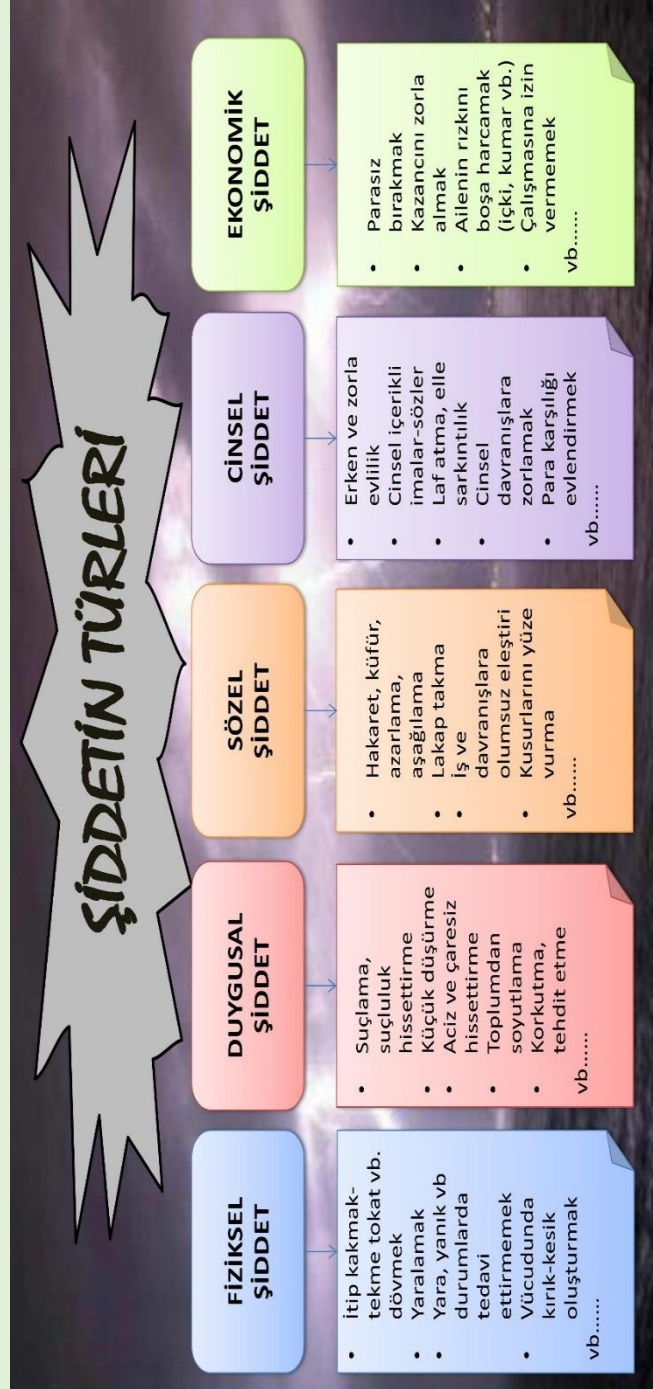 ŞİDDETİN TÜRLERİ
FİZİKSEL
ŞİDDET
• İtip kakmak-
tekme tokat vb.
dövmek
• Yaralamak
• Yara, yanık vb
durumlarda
tedavi
ettirmemek
• Vücudunda
kırık-kesik
oluşturmak
vb......
DUYGUSAL
ŞİDDET
• Suçlama,
suçluluk
hissettirme
• Küçük düşürme
• Aciz ve çaresiz
hissettirme
• Toplumdan
soyutlama
• Korkutma,
tehdit etme
vb......
SÖZEL
ŞİDDET
• Hakaret, küfür,
azarlama,
aşağılama
• Lakap takma
• İş ve
davranışlara
olumsuz eleştiri
• Kusurlarını yüze
vurma
vb......
CİNSEL
ŞİDDET
• Erken ve zorla
evlilik
• Cinsel içerikli
imalar-sözler
• Laf atma, elle
sarkıntılık
• Cinsel
davranışlara
zorlamak
• Para karşılığı
evlendirmek
vb......
EKONOMİK
ŞİDDET
• Parasız
bırakmak
• Kazancını zorla
almak
• Ailenin rızkını
boşa harcamak
(içki, kumar vb.)
• Çalışmasına izin
vermemek
vb......